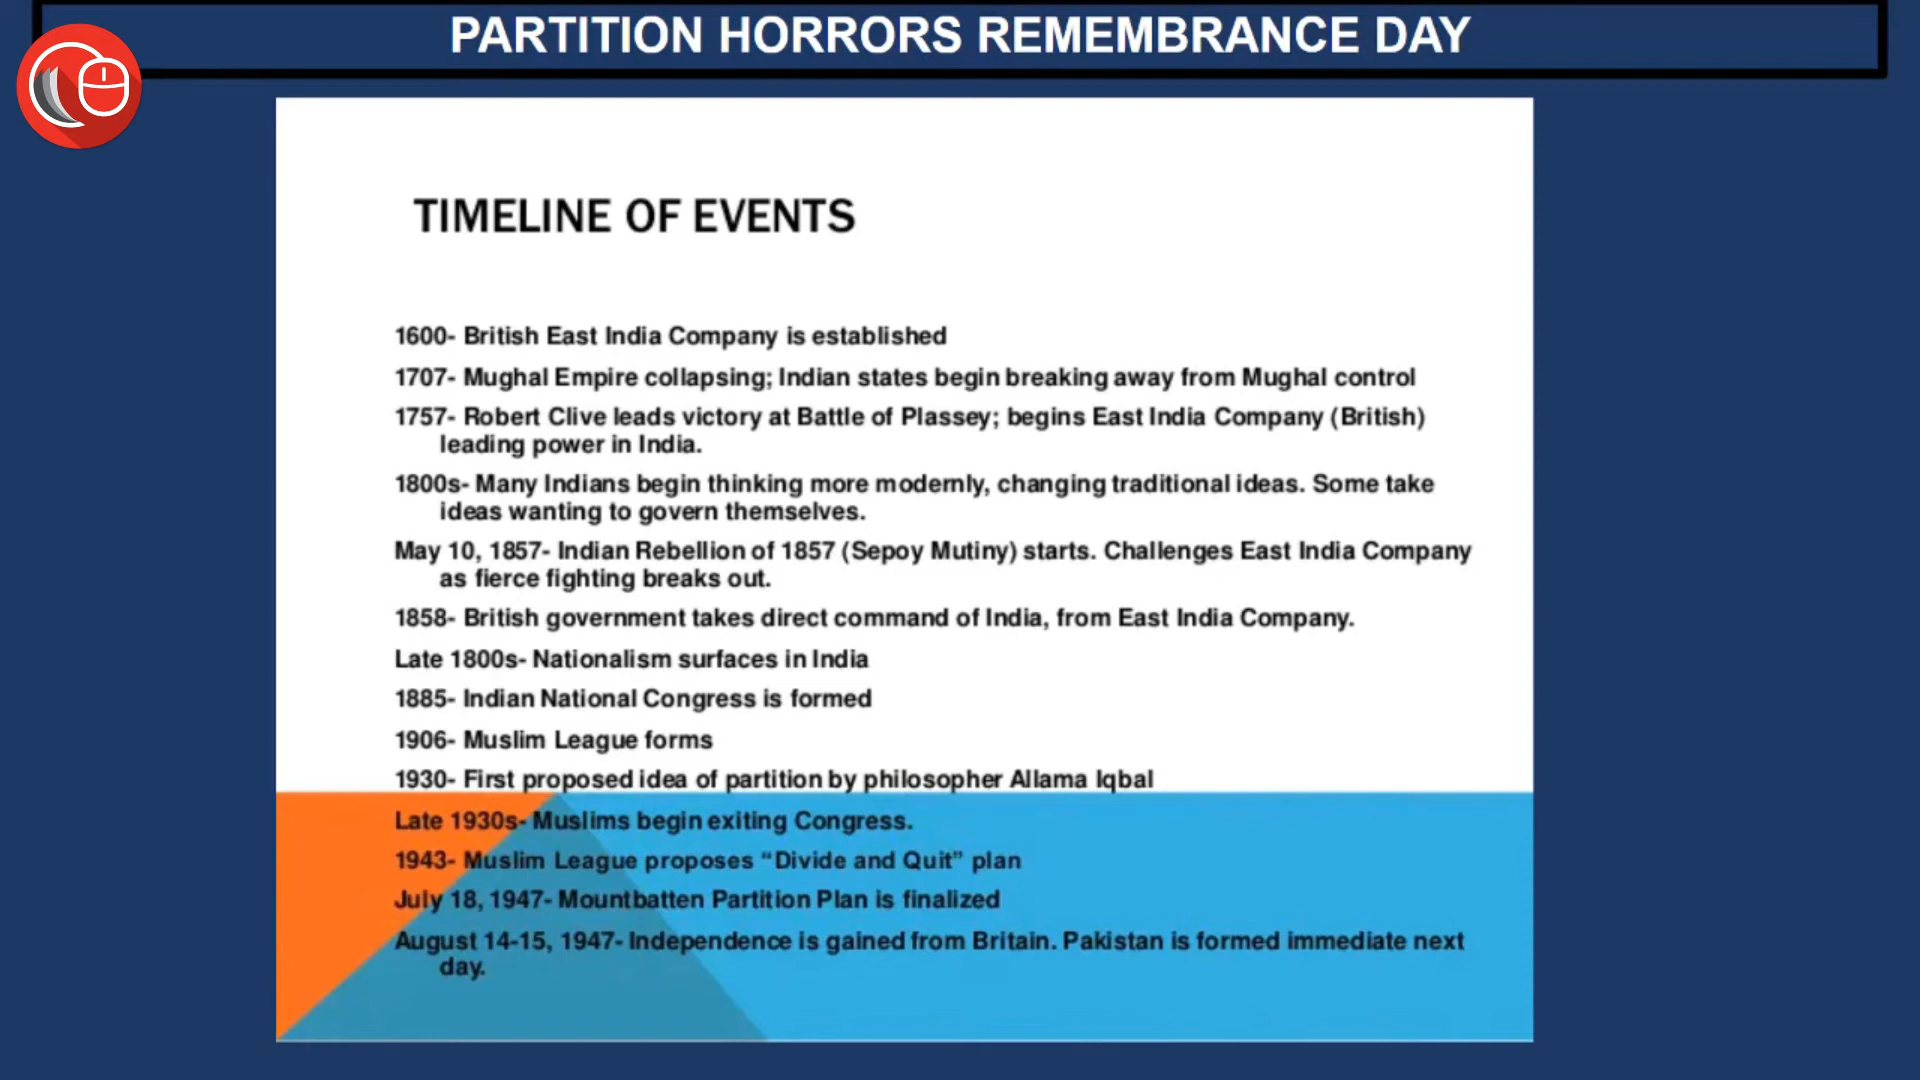 PARTITION HORRORS REMEMBRANCE DAY
TIMELINE OF EVENTS
1600- British East India Company is established
1707- Mughal Empire collapsing; Indian states begin breaking away from Mughal control
1757- Robert Clive leads victory at Battle of Plassey; begins East India Company (British)
leading power in India.
1800s- Many Indians begin thinking more modernly, changing traditional ideas. Some take
ideas wanting to govern themselves.
May 10, 1857- Indian Rebellion of 1857 (Sepoy Mutiny) starts. Challenges East India Company
as fierce fighting breaks out.
1858- British government takes direct command of India, from East India Company.
Late 1800s- Nationalism surfaces in India
1885- Indian National Congress is formed
1906- Muslim League forms
1930- First proposed idea of partition by philosopher Allama Iqbal
Late 1930s- Muslims begin exiting Congress.
1943- Muslim League proposes “Divide and Quit” plan
July 18, 1947- Mountbatten Partition Plan is finalized
August 14-15, 1947- Independence is gained from Britain. Pakistan is formed immediate next
day.